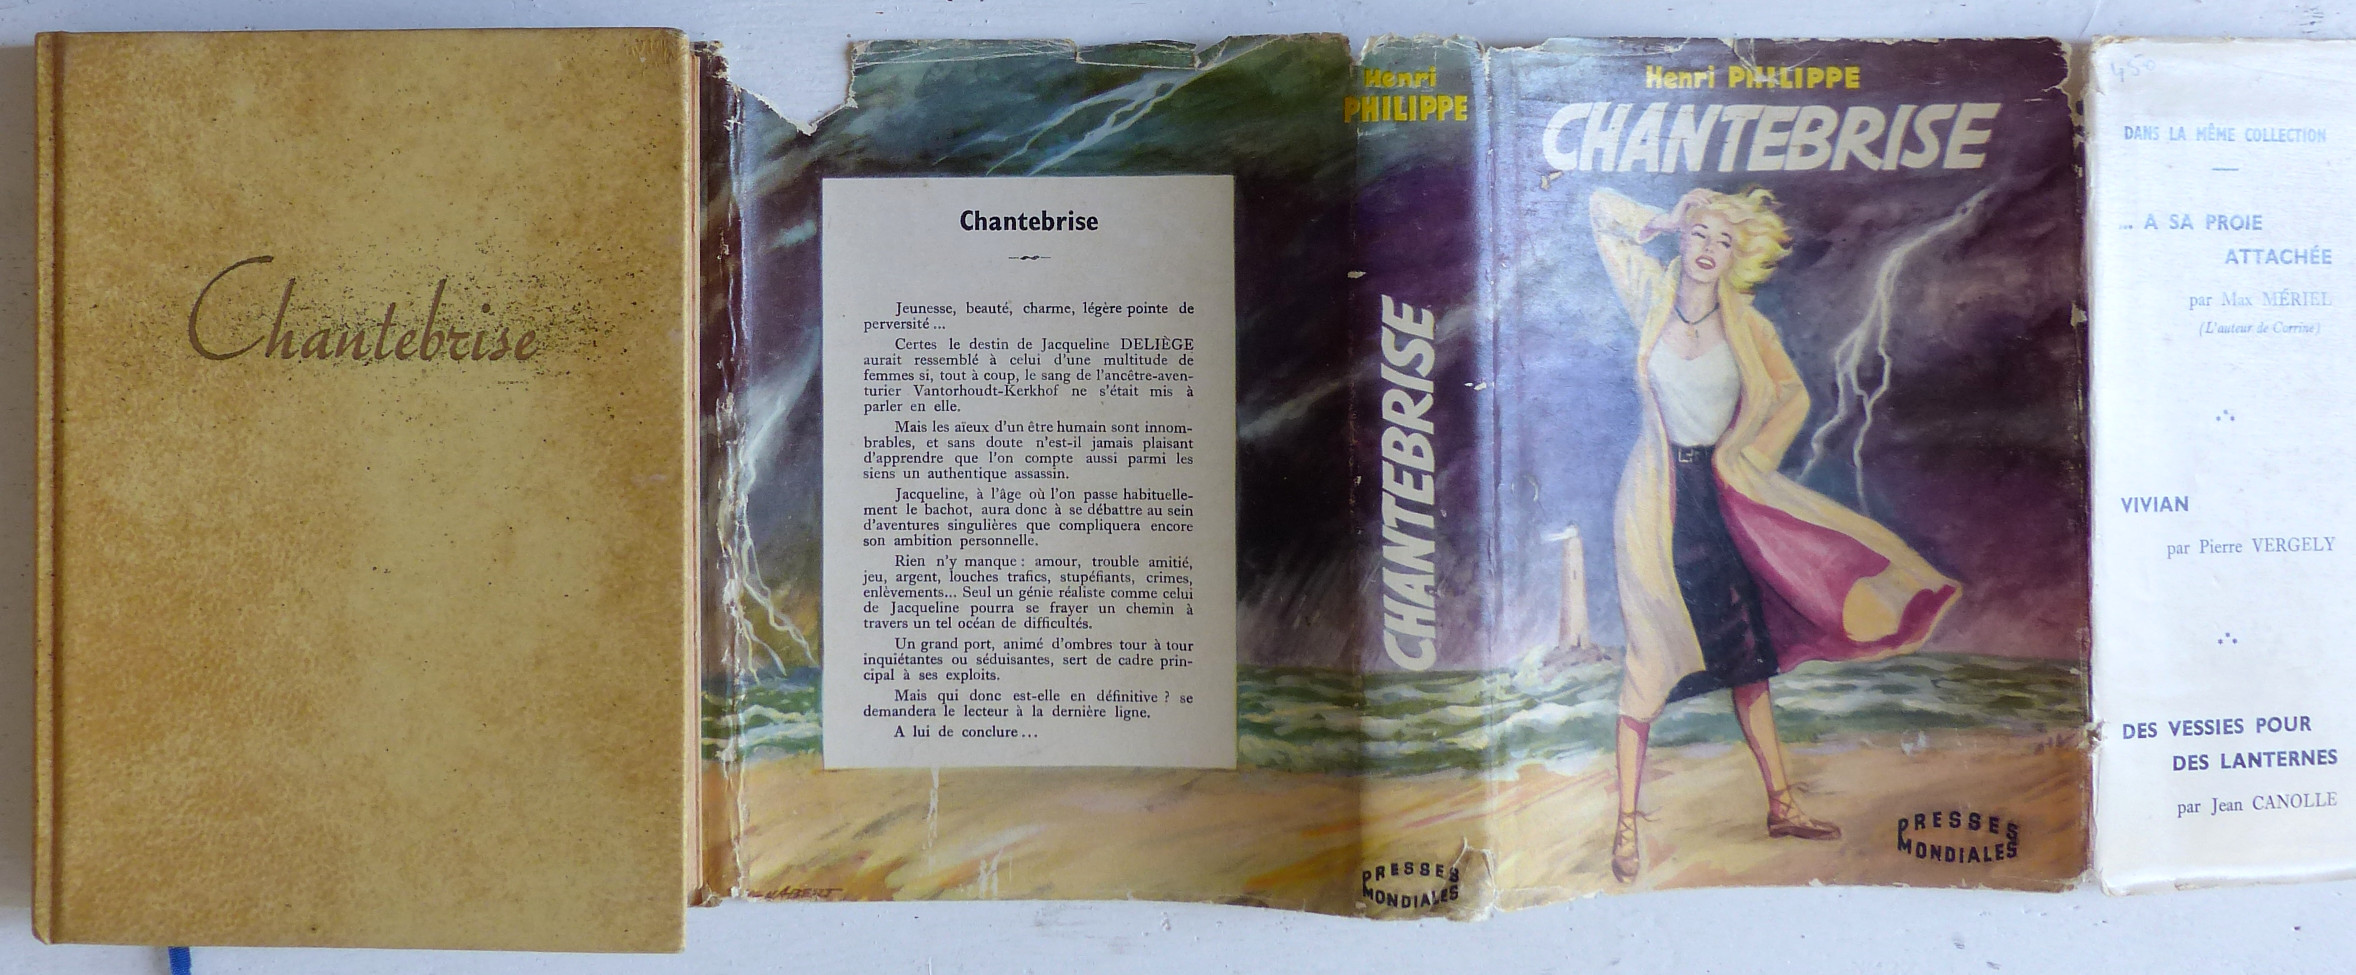 Chantebrise
Chantebrise
Jeunesse, beauté, charme, légère pointe de
perversité ...
Certes le destin de Jacqueline DELIÈGE
aurait ressemblé à celui d'une multitude de
femmes si, tout à coup, le sang de l'ancêtre-aven-
turier Vantorhoudt-Kerkhof ne s'était mis à
parler en elle.
Mais les aïeux d'un être humain sont innom-
brables, et sans doute n'est-il jamais plaisant
d'apprendre que l'on compte aussi parmi les
siens un authentique assassin.
Jacqueline, à l'âge où l'on passe habituelle-
ment le bachot, aura donc à se débattre au sein
d'aventures singulières que compliquera encore
son ambition personnelle.
Rien n'y manque : amour, trouble amitié,
jeu, argent, louches trafics, stupéfiants, crimes,
enlèvements... Seul un génie réaliste comme celui
de Jacqueline pourra se frayer un chemin à
travers un tel océan de difficultés.
Un grand port, animé d'ombres tour à tour
inquiétantes ou séduisantes, sert de cadre prin-
cipal à ses exploits.
Mais qui donc est-elle en définitive ? se
demandera le lecteur à la dernière ligne.
A lui de conclure ...
Henri
PHILIPPE
CHANTEBRISE
PRESSES
MONDIALES
Henri PHILIPPE
CHANTEBRISE
PRESSES
MONDIALES
450
DANS LA MÊME COLLECTION
... A SA PROIE
ATTACHÉE
par Max MÉRIEL
(L'auteur de Corrine)
VIVIAN
par Pierre VERGELY
DES VESSIES POUR
DES LANTERNES
par Jean CANOLLE